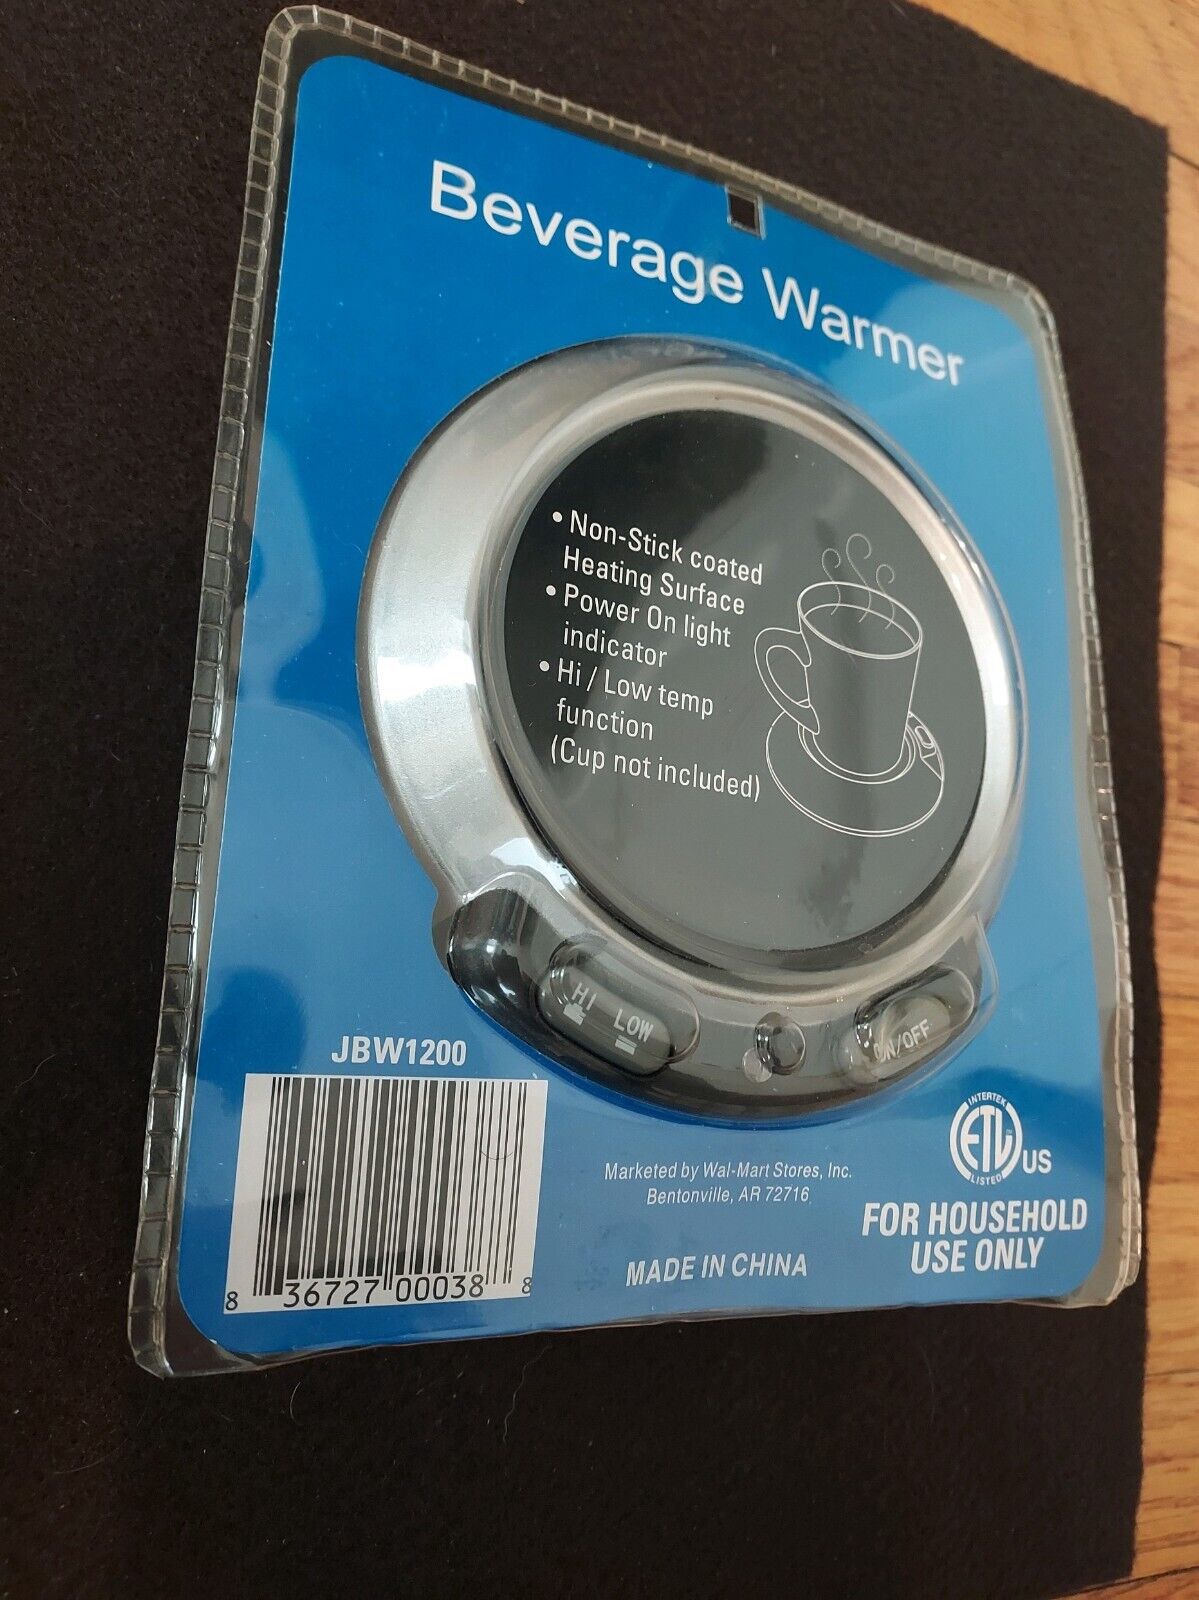 Beverage Warmer
• Non-Stick coated
Heating Surface
• Power On light
indicator
• Hi / Low temp
function
(Cup not included)
HI LOW
ON/OFF
JBW1200
8 36727 00038 8
Marketed by Wal-Mart Stores, Inc.
Bentonville, AR 72716
MADE IN CHINA
INTERTEK
ETL US
LISTED
FOR HOUSEHOLD
USE ONLY